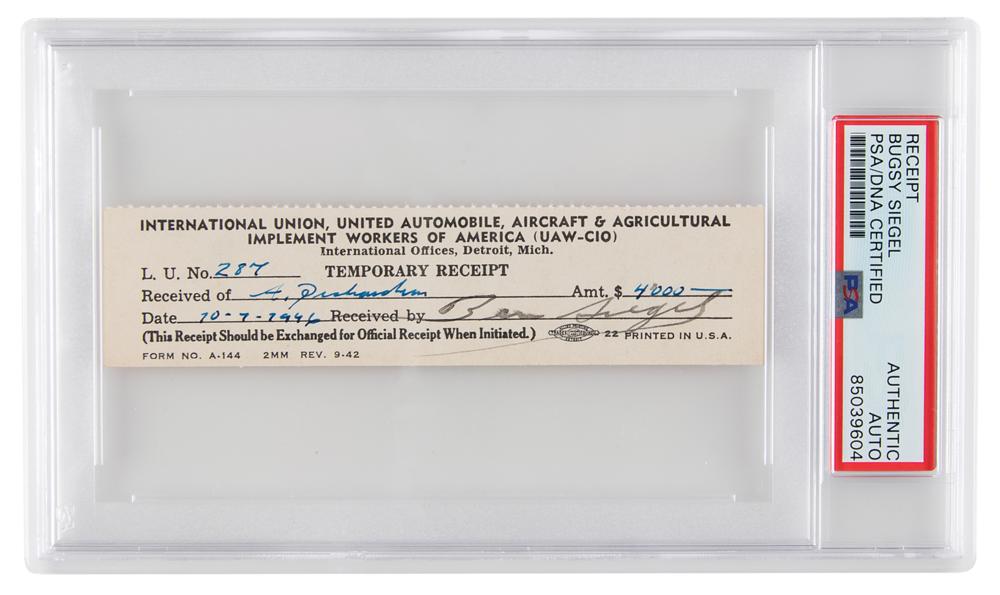 INTERNATIONAL UNION, UNITED AUTOMOBILE, AIRCRAFT & AGRICULTURAL
IMPLEMENT WORKERS OF AMERICA (UAW-CIO)
International Offices, Detroit, Mich.
L. U. No. 287 TEMPORARY RECEIPT
Received of A. Richardson Amt. $ 4000
Date 10-7-1946 Received by Ben Siegel
(This Receipt Should be Exchanged for Official Receipt When Initiated.) 22 PRINTED IN U.S.A.
FORM NO. A-144 2MM REV. 9-42
RECEIPT
BUGSY SIEGEL
PSA/DNA CERTIFIED
PSA
AUTHENTIC
AUTO
85039604